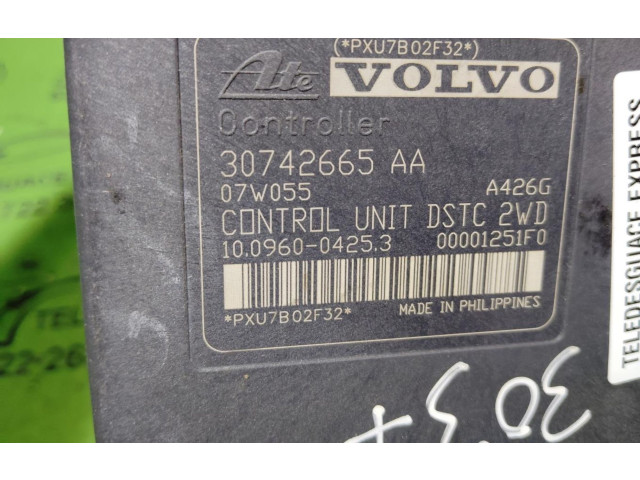 *PXU7B02F32*
Ate VOLVO
Controller
30742665 AA
07W055 A426G
CONTROL UNIT DSTC 2WD
10.0960-0425.3 00001251F0
*PXU7B02F32* MADE IN PHILIPPINES
TELEDESGUACE EXPRESS